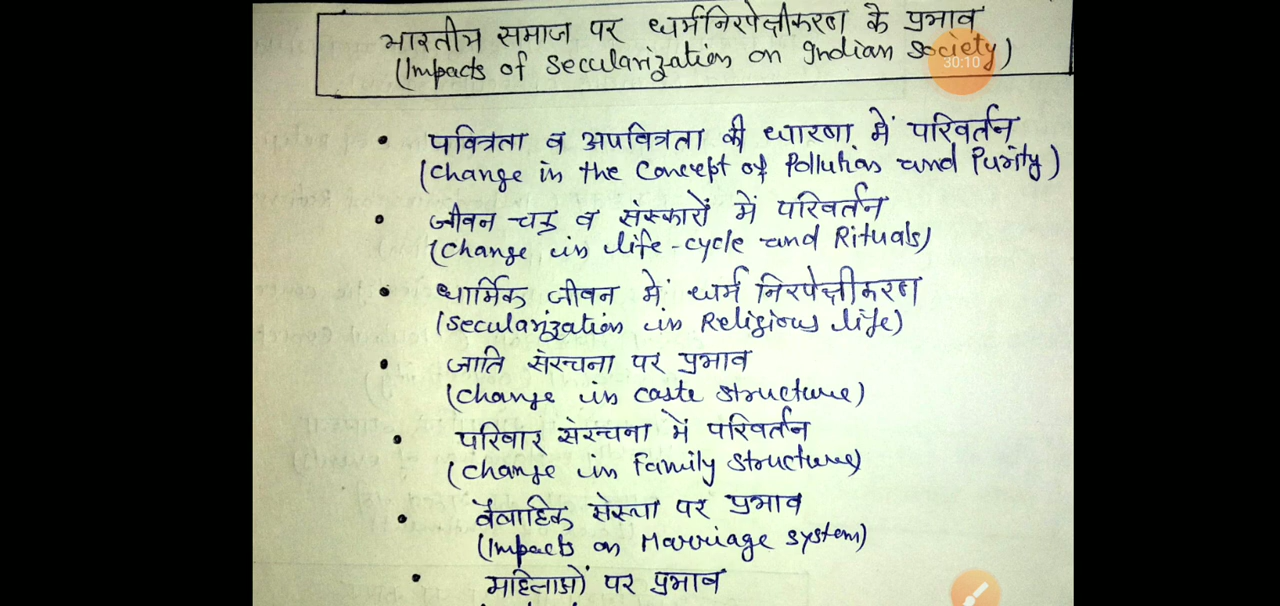 भारतीय समाज पर धर्मनिरपेक्षीकरण के प्रभाव
(Impacts of Secularization on Indian Society)
30:10
• पवित्रता व अपवित्रता की धारणा में परिवर्तन
(Change in the Concept of Pollution and Purity)
• जीवन चक्र व संस्कारों में परिवर्तन
(Change in life-cycle and Rituals)
• धार्मिक जीवन में धर्म निरपेक्षीकरण
(Secularization in Religious life)
• जाति संरचना पर प्रभाव
(Change in caste structure)
• परिवार संरचना में परिवर्तन
(Change in Family structure)
• वैवाहिक संस्था पर प्रभाव
(Impacts on Marriage system)
• महिलाओं पर प्रभाव